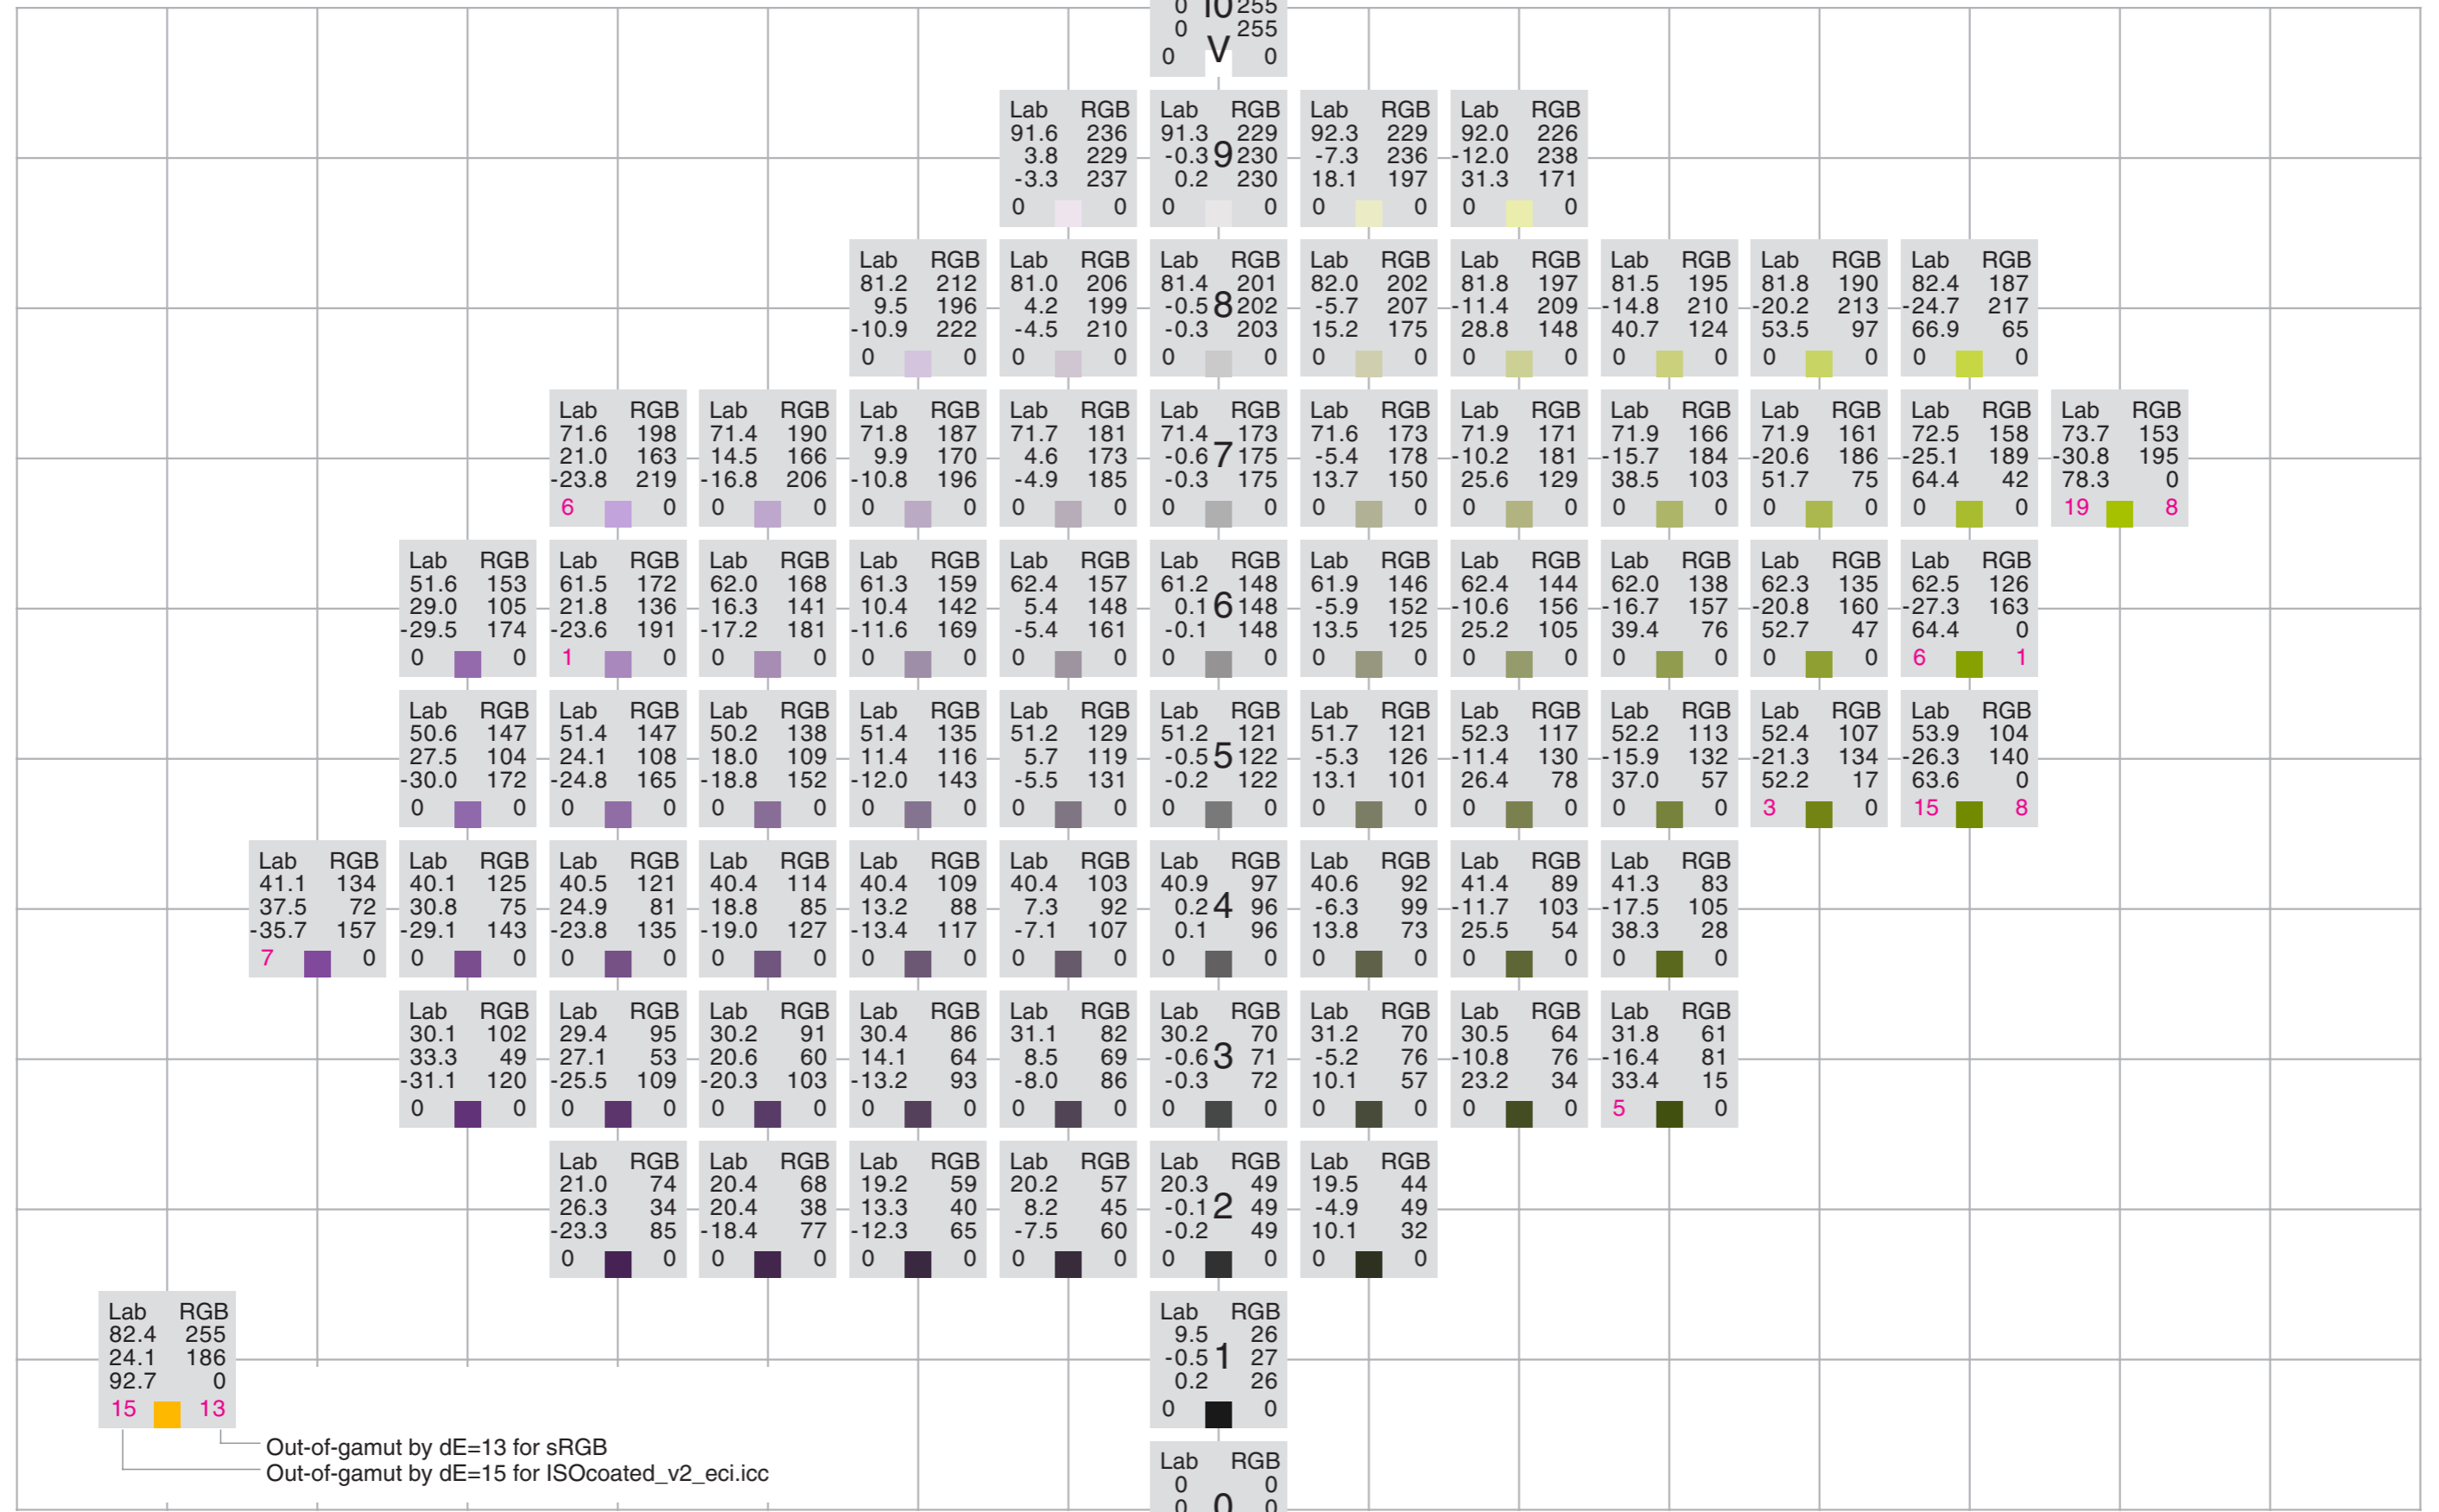 0 10 255
0 255
V
0 0
Lab RGB Lab RGB Lab RGB Lab RGB
91.6 236 91.3 229 92.3 229 92.0 226
3.8 229 -0.3 9 230 -7.3 236 -12.0 238
-3.3 237 0.2 230 18.1 197 31.3 171
0 0 0 0 0 0 0 0
Lab RGB Lab RGB Lab RGB Lab RGB Lab RGB Lab RGB Lab RGB Lab RGB
81.2 212 81.0 206 81.4 201 82.0 202 81.8 197 81.5 195 81.8 190 82.4 187
9.5 196 4.2 199 -0.5 8 202 -5.7 207 -11.4 209 -14.8 210 -20.2 213 -24.7 217
-10.9 222 -4.5 210 -0.3 203 15.2 175 28.8 148 40.7 124 53.5 97 66.9 65
0 0 0 0 0 0 0 0 0 0 0 0 0 0 0 0
Lab RGB Lab RGB Lab RGB Lab RGB Lab RGB Lab RGB Lab RGB Lab RGB Lab RGB Lab RGB Lab RGB
71.6 198 71.4 190 71.8 187 71.7 181 71.4 173 71.6 173 71.9 171 71.9 166 71.9 161 72.5 158 73.7 153
21.0 163 14.5 166 9.9 170 4.6 173 -0.6 7 175 -5.4 178 -10.2 181 -15.7 184 -20.6 186 -25.1 189 -30.8 195
-23.8 219 -16.8 206 -10.8 196 -4.9 185 -0.3 175 13.7 150 25.6 129 38.5 103 51.7 75 64.4 42 78.3 0
6 0 0 0 0 0 0 0 0 0 0 0 0 0 0 0 0 0 0 0 19 8
Lab RGB Lab RGB Lab RGB Lab RGB Lab RGB Lab RGB Lab RGB Lab RGB Lab RGB Lab RGB Lab RGB
51.6 153 61.5 172 62.0 168 61.3 159 62.4 157 61.2 148 61.9 146 62.4 144 62.0 138 62.3 135 62.5 126
29.0 105 21.8 136 16.3 141 10.4 142 5.4 148 0.1 6 148 -5.9 152 -10.6 156 -16.7 157 -20.8 160 -27.3 163
-29.5 174 -23.6 191 -17.2 181 -11.6 169 -5.4 161 -0.1 148 13.5 125 25.2 105 39.4 76 52.7 47 64.4 0
0 0 1 0 0 0 0 0 0 0 0 0 0 0 0 0 0 0 0 0 6 1
Lab RGB Lab RGB Lab RGB Lab RGB Lab RGB Lab RGB Lab RGB Lab RGB Lab RGB Lab RGB Lab RGB
50.6 147 51.4 147 50.2 138 51.4 135 51.2 129 51.2 121 51.7 121 52.3 117 52.2 113 52.4 107 53.9 104
27.5 104 24.1 108 18.0 109 11.4 116 5.7 119 -0.5 5 122 -5.3 126 -11.4 130 -15.9 132 -21.3 134 -26.3 140
-30.0 172 -24.8 165 -18.8 152 -12.0 143 -5.5 131 -0.2 122 13.1 101 26.4 78 37.0 57 52.2 17 63.6 0
0 0 0 0 0 0 0 0 0 0 0 0 0 0 0 0 0 0 3 0 15 8
Lab RGB Lab RGB Lab RGB Lab RGB Lab RGB Lab RGB Lab RGB Lab RGB Lab RGB Lab RGB
41.1 134 40.1 125 40.5 121 40.4 114 40.4 109 40.4 103 40.9 97 40.6 92 41.4 89 41.3 83
37.5 72 30.8 75 24.9 81 18.8 85 13.2 88 7.3 92 0.2 4 96 -6.3 99 -11.7 103 -17.5 105
-35.7 157 -29.1 143 -23.8 135 -19.0 127 -13.4 117 -7.1 107 0.1 96 13.8 73 25.5 54 38.3 28
7 0 0 0 0 0 0 0 0 0 0 0 0 0 0 0 0 0 0 0
Lab RGB Lab RGB Lab RGB Lab RGB Lab RGB Lab RGB Lab RGB Lab RGB Lab RGB
30.1 102 29.4 95 30.2 91 30.4 86 31.1 82 30.2 70 31.2 70 30.5 64 31.8 61
33.3 49 27.1 53 20.6 60 14.1 64 8.5 69 -0.6 3 71 -5.2 76 -10.8 76 -16.4 81
-31.1 120 -25.5 109 -20.3 103 -13.2 93 -8.0 86 -0.3 72 10.1 57 23.2 34 33.4 15
0 0 0 0 0 0 0 0 0 0 0 0 0 0 0 0 5 0
Lab RGB Lab RGB Lab RGB Lab RGB Lab RGB Lab RGB
21.0 74 20.4 68 19.2 59 20.2 57 20.3 49 19.5 44
26.3 34 20.4 38 13.3 40 8.2 45 -0.1 2 49 -4.9 49
-23.3 85 -18.4 77 -12.3 65 -7.5 60 -0.2 49 10.1 32
0 0 0 0 0 0 0 0 0 0 0 0
Lab RGB Lab RGB
82.4 255 9.5 26
24.1 186 -0.5 1 27
92.7 0 0.2 26
15 13 0 0
Out-of-gamut by dE=13 for sRGB
Out-of-gamut by dE=15 for ISOcoated_v2_eci.icc
Lab RGB
0 0
0 0 0